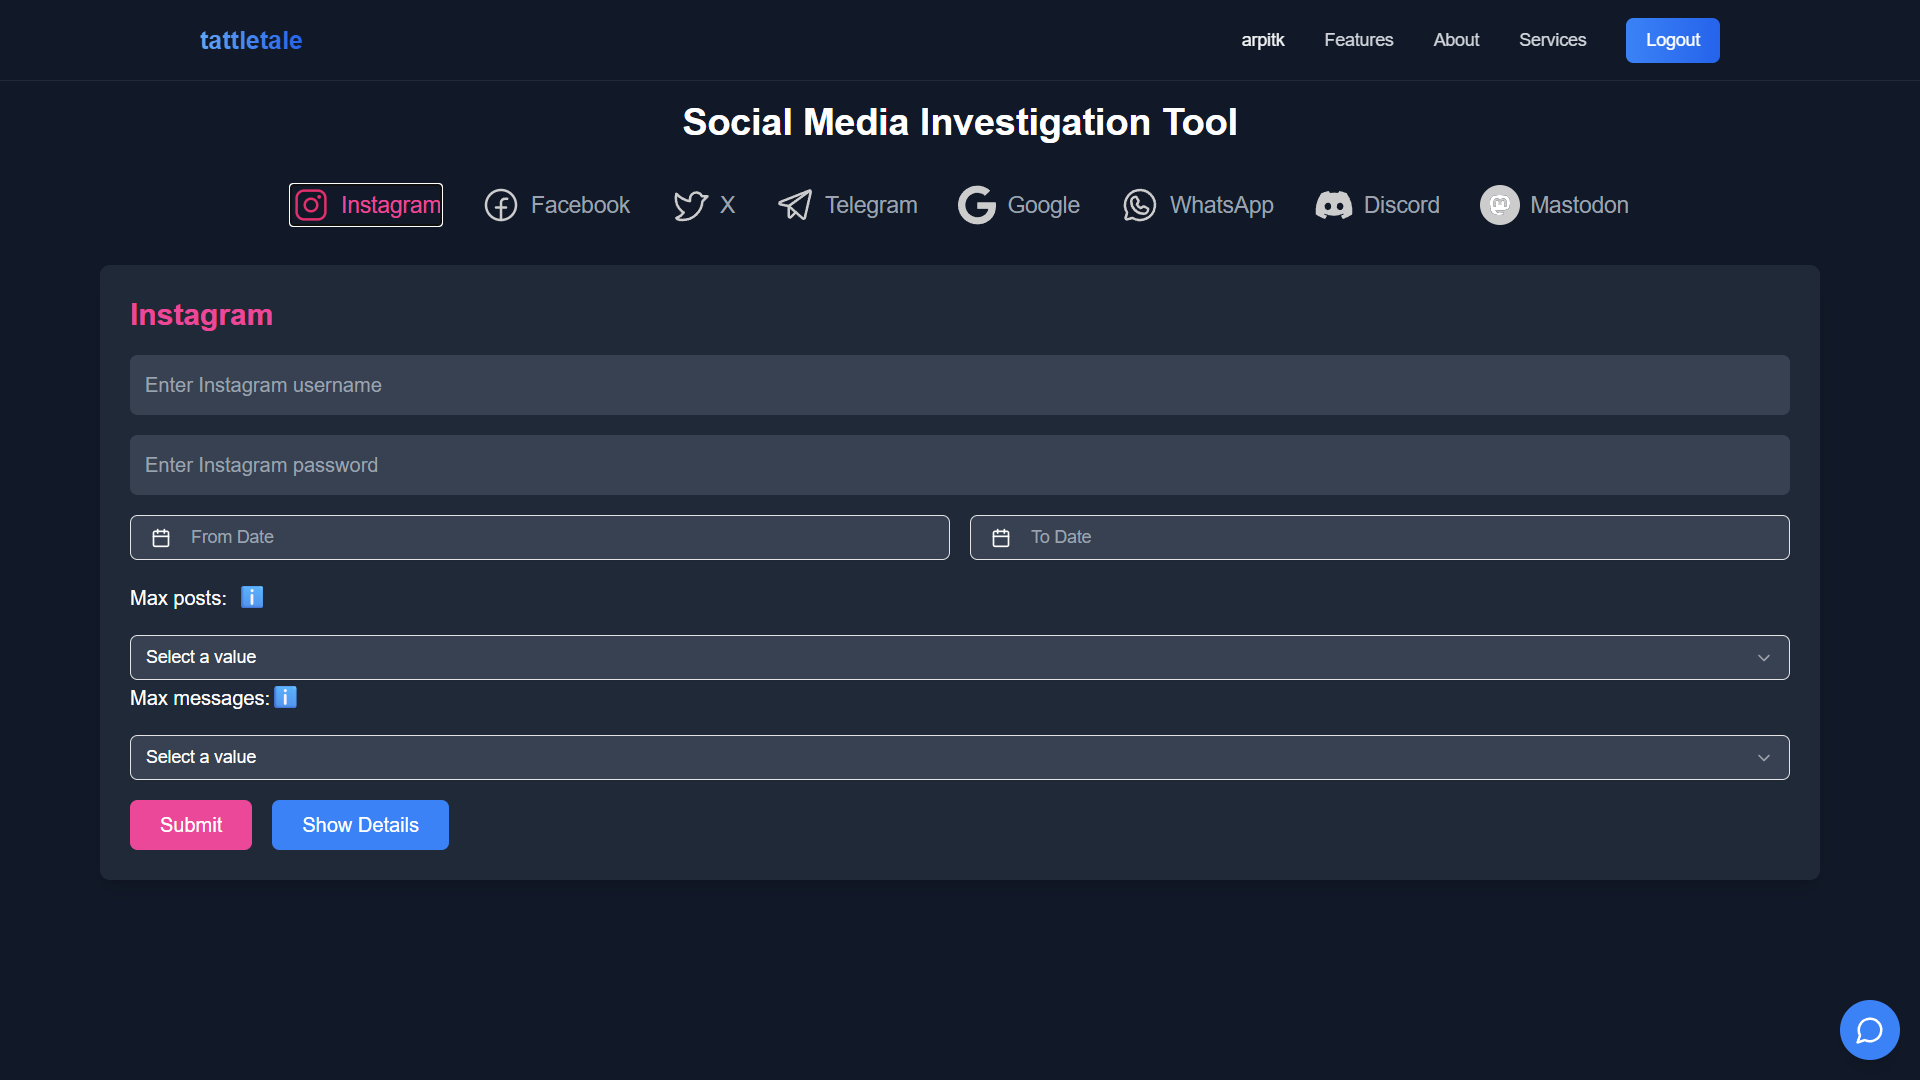 tattletale
arpitk Features About Services Logout
Social Media Investigation Tool
Instagram Facebook X Telegram Google WhatsApp Discord Mastodon
Instagram
Enter Instagram username
Enter Instagram password
From Date To Date
Max posts: ℹ️
Select a value
Max messages: ℹ️
Select a value
Submit Show Details